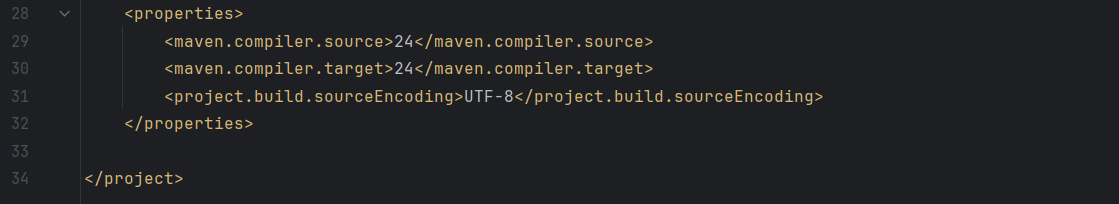 28 <properties>
29 <maven.compiler.source>24</maven.compiler.source>
30 <maven.compiler.target>24</maven.compiler.target>
31 <project.build.sourceEncoding>UTF-8</project.build.sourceEncoding>
32 </properties>
33
34 </project>